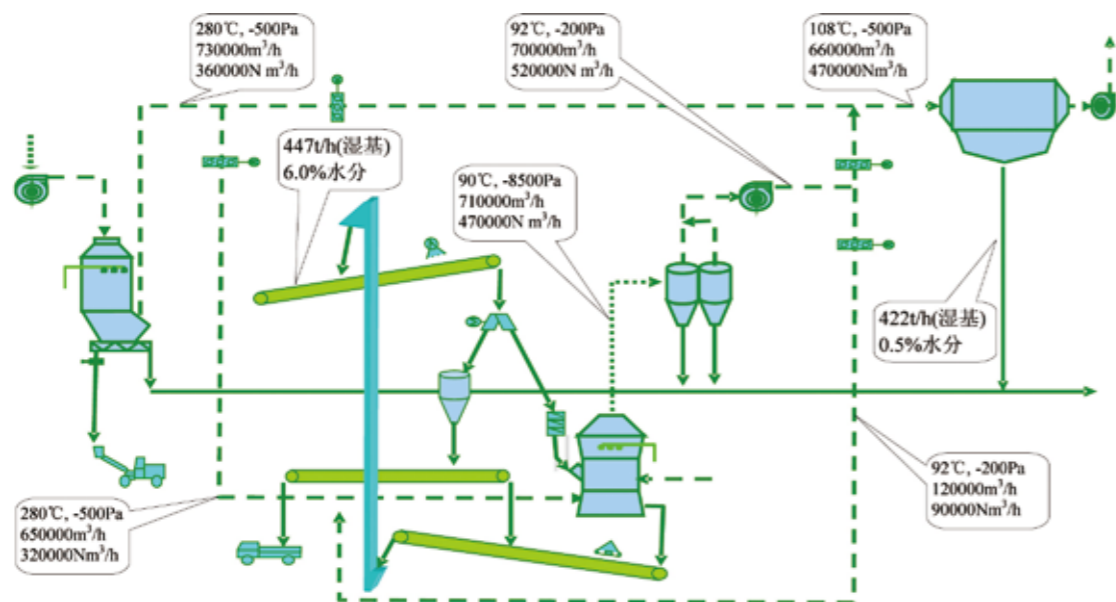 280℃, -500Pa
730000m³/h
360000N m³/h
92℃, -200Pa
700000m³/h
520000N m³/h
108℃, -500Pa
660000m³/h
470000Nm³/h
447t/h(湿基)
6.0%水分
90℃, -8500Pa
710000m³/h
470000N m³/h
422t/h(湿基)
0.5%水分
280℃, -500Pa
650000m³/h
320000Nm³/h
92℃, -200Pa
120000m³/h
90000Nm³/h